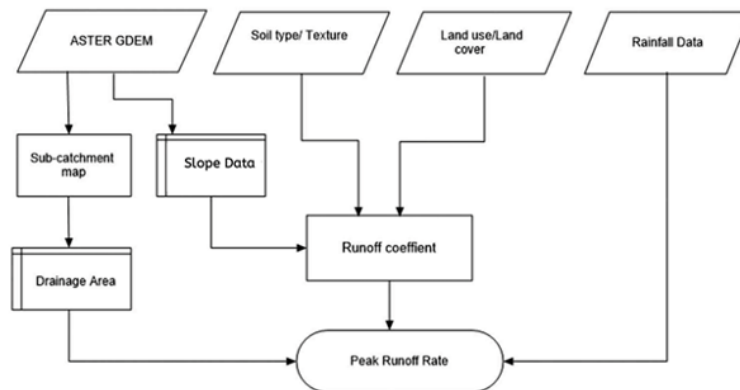 ASTER GDEM
Soil type/ Texture
Land use/Land
cover
Rainfall Data
Sub-catchment
map
Slope Data
Runoff coeffient
Drainage Area
Peak Runoff Rate